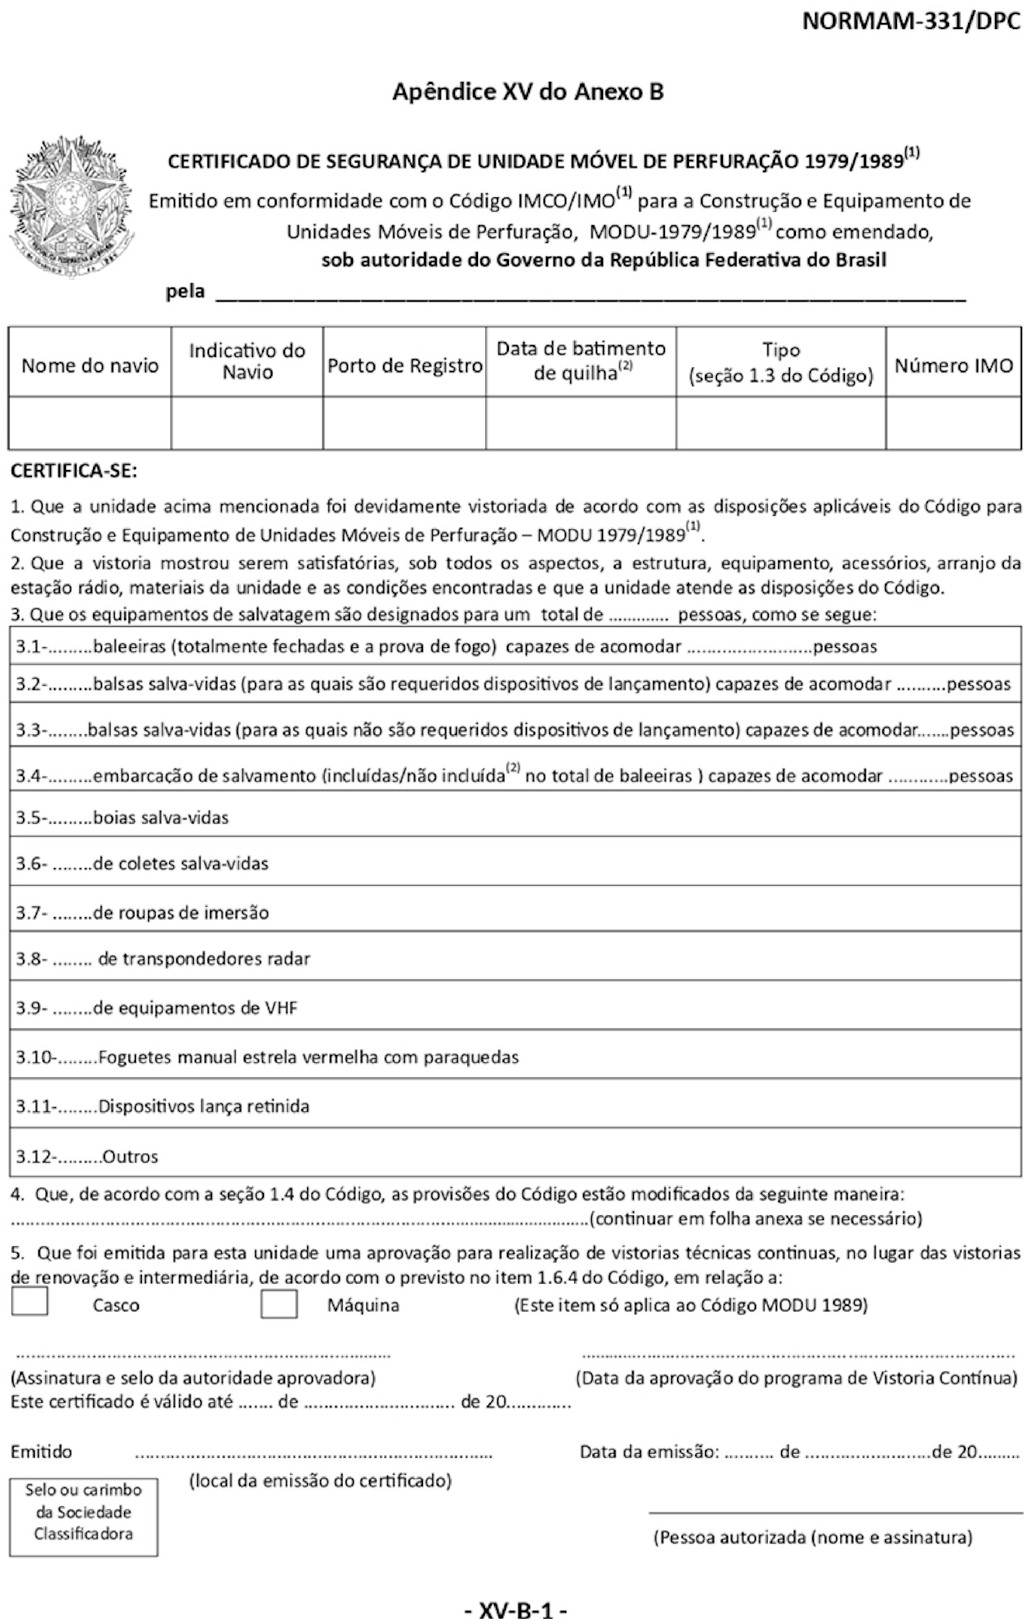 NORMAM-331/DPC
Apêndice XV do Anexo B
CERTIFICADO DE SEGURANÇA DE UNIDADE MÓVEL DE PERFURAÇÃO 1979/1989(1)
Emitido em conformidade com o Código IMCO/IMO(1) para a Construção e Equipamento de
Unidades Móveis de Perfuração, MODU-1979/1989(1) como emendado,
sob autoridade do Governo da República Federativa do Brasil
pela ____________________________________________________________
Nome do navio
Indicativo do
Navio
Porto de Registro
Data de batimento
de quilha(2)
Tipo
(seção 1.3 do Código)
Número IMO
CERTIFICA-SE:
1. Que a unidade acima mencionada foi devidamente vistoriada de acordo com as disposições aplicáveis do Código para
Construção e Equipamento de Unidades Móveis de Perfuração – MODU 1979/1989(1).
2. Que a vistoria mostrou serem satisfatórias, sob todos os aspectos, a estrutura, equipamento, acessórios, arranjo da
estação rádio, materiais da unidade e as condições encontradas e que a unidade atende as disposições do Código.
3. Que os equipamentos de salvatagem são designados para um total de ............. pessoas, como se segue:
3.1-.........baleeiras (totalmente fechadas e a prova de fogo) capazes de acomodar .........................pessoas
3.2-.........balsas salva-vidas (para as quais são requeridos dispositivos de lançamento) capazes de acomodar ..........pessoas
3.3-........balsas salva-vidas (para as quais não são requeridos dispositivos de lançamento) capazes de acomodar.......pessoas
3.4-.........embarcação de salvamento (incluídas/não incluída(2) no total de baleeiras ) capazes de acomodar ............pessoas
3.5-.........boias salva-vidas
3.6- ........de coletes salva-vidas
3.7- ........de roupas de imersão
3.8- ........ de transpondedores radar
3.9- ........de equipamentos de VHF
3.10-........Foguetes manual estrela vermelha com paraquedas
3.11-........Dispositivos lança retinida
3.12-.........Outros
4. Que, de acordo com a seção 1.4 do Código, as provisões do Código estão modificados da seguinte maneira:
....................................................................................................................(continuar em folha anexa se necessário)
5. Que foi emitida para esta unidade uma aprovação para realização de vistorias técnicas continuas, no lugar das vistorias
de renovação e intermediária, de acordo com o previsto no item 1.6.4 do Código, em relação a:
Casco Máquina (Este item só aplica ao Código MODU 1989)
........................................................................... .......................................................................................
(Assinatura e selo da autoridade aprovadora) (Data da aprovação do programa de Vistoria Contínua)
Este certificado é válido até ....... de .............................. de 20.............
Emitido ........................................................................ Data da emissão: .......... de .........................de 20.........
(local da emissão do certificado)
Selo ou carimbo
da Sociedade
Classificadora
(Pessoa autorizada (nome e assinatura)
- XV-B-1 -